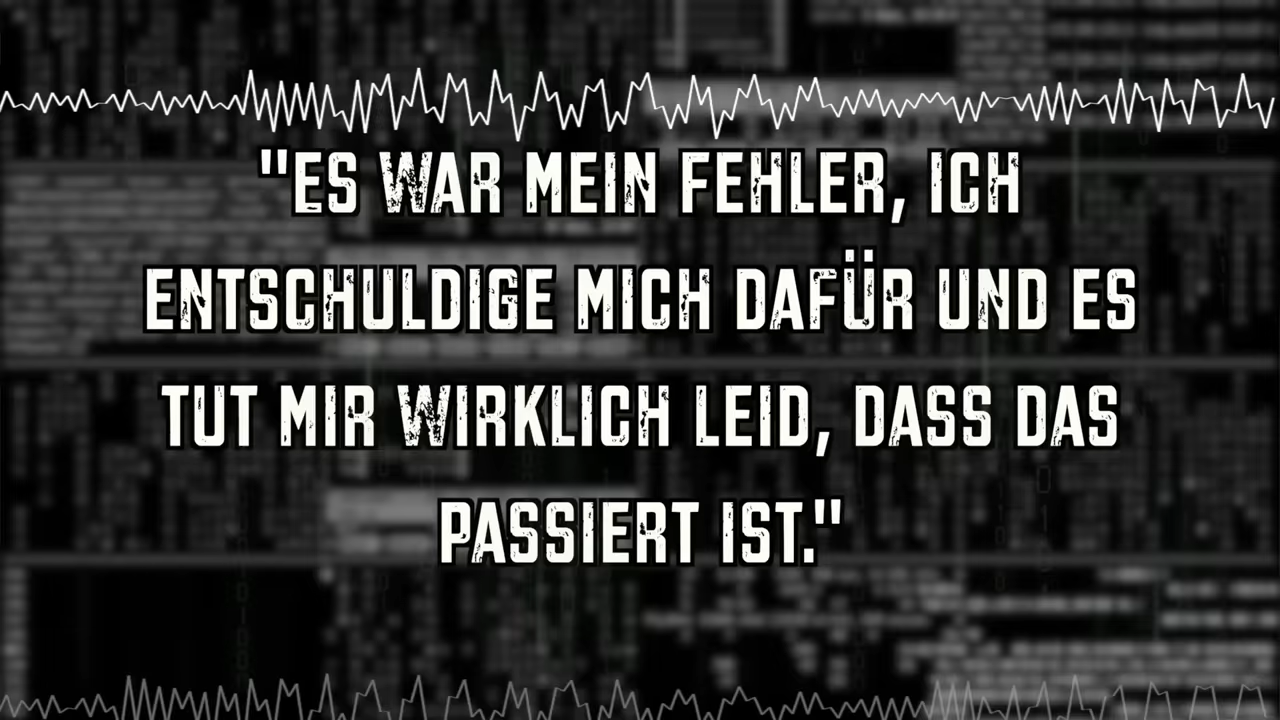 "ES WAR MEIN FEHLER, ICH
ENTSCHULDIGE MICH DAFÜR UND ES
TUT MIR WIRKLICH LEID, DASS DAS
PASSIERT IST."